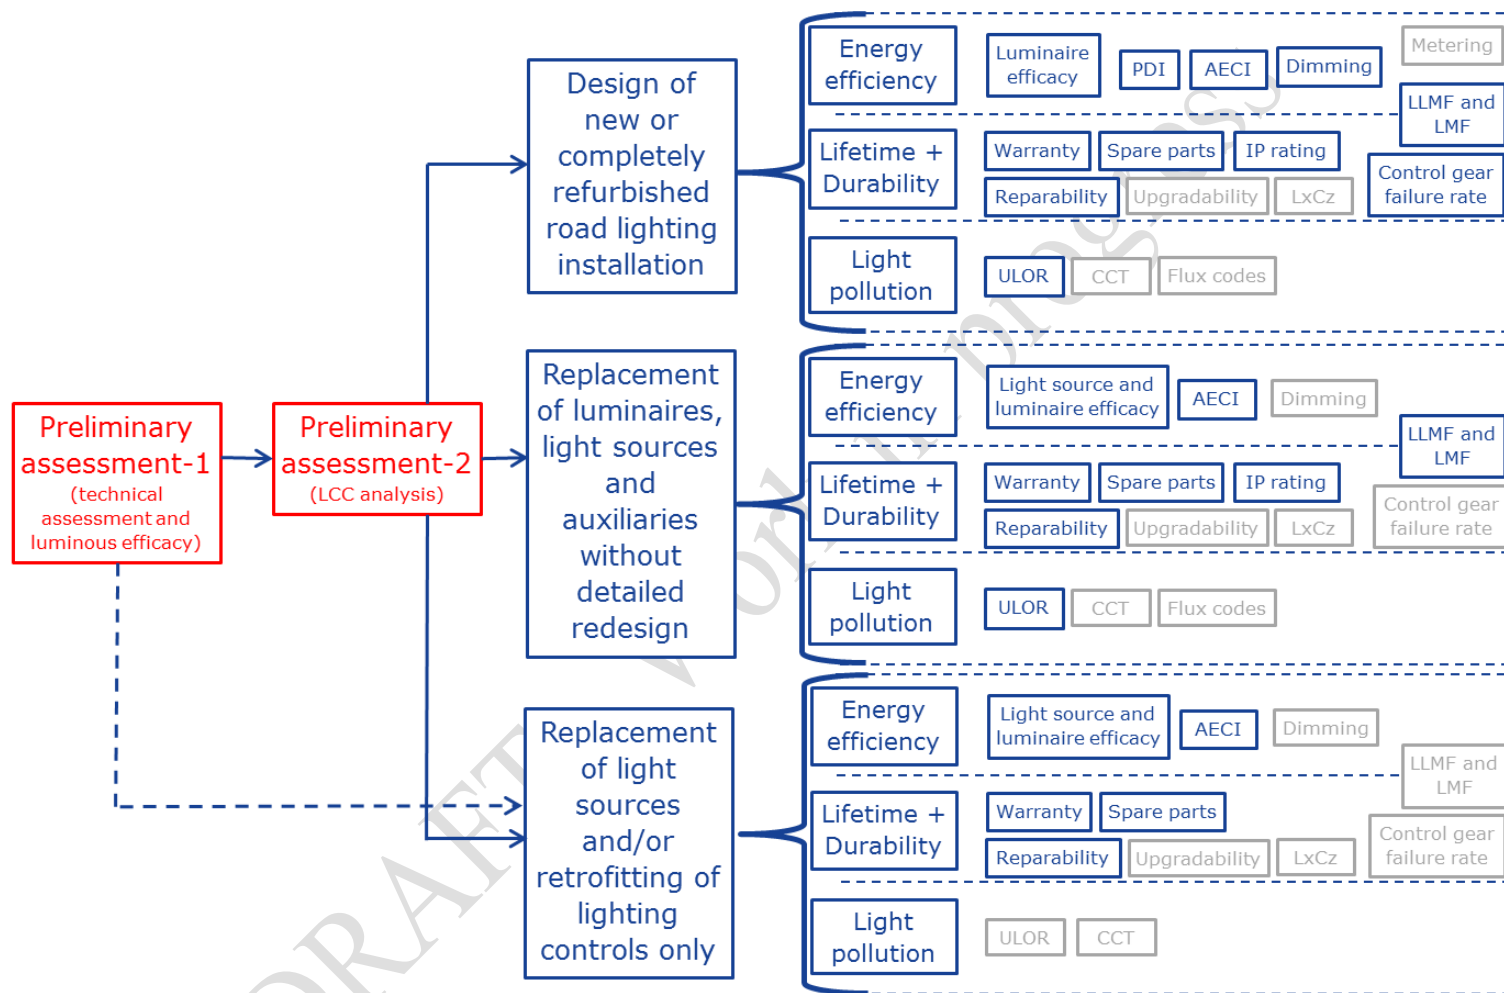 Preliminary
assessment-1
(technical
assessment and
luminous efficacy)
Preliminary
assessment-2
(LCC analysis)
Design of
new or
completely
refurbished
road lighting
installation
Energy
efficiency
Luminaire
efficacy
PDI
AECI
Dimming
Metering
LLMF and
LMF
Lifetime +
Durability
Warranty
Spare parts
IP rating
Reparability
Upgradability
LxCz
Control gear
failure rate
Light
pollution
ULOR
CCT
Flux codes
Replacement
of luminaires,
light sources
and
auxiliaries
without
detailed
redesign
Energy
efficiency
Light source and
luminaire efficacy
AECI
Dimming
LLMF and
LMF
Lifetime +
Durability
Warranty
Spare parts
IP rating
Reparability
Upgradability
LxCz
Control gear
failure rate
Light
pollution
ULOR
CCT
Flux codes
Replacement
of light
sources
and/or
retrofitting of
lighting
controls only
Energy
efficiency
Light source and
luminaire efficacy
AECI
Dimming
LLMF and
LMF
Lifetime +
Durability
Warranty
Spare parts
Reparability
Upgradability
LxCz
Control gear
failure rate
Light
pollution
ULOR
CCT
DRAFT work in progress